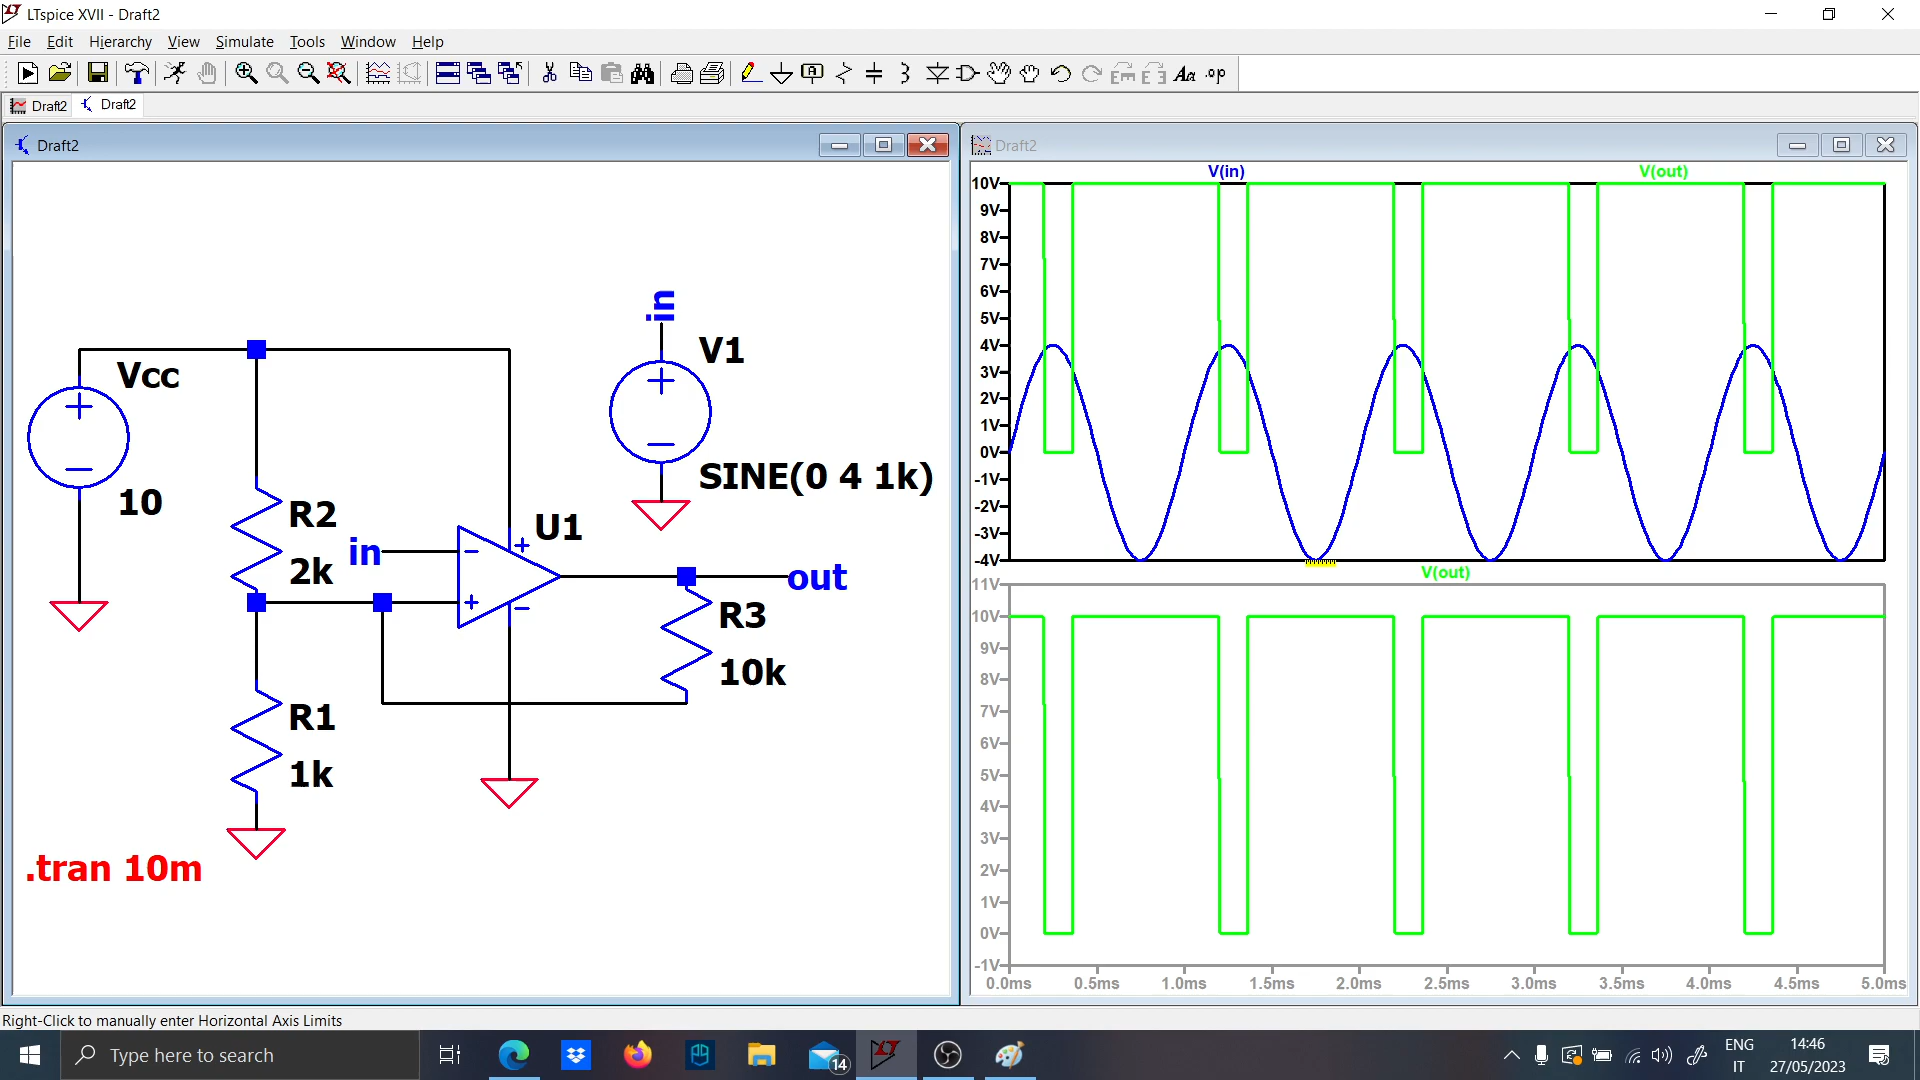 LTspice XVII - Draft2
File Edit Hierarchy View Simulate Tools Window Help
Draft2 Draft2
Draft2
in
V1
SINE(0 4 1k)
Vcc
10
R2
2k
in
U1
out
R3
10k
R1
1k
.tran 10m
Draft2
V(in) V(out)
10V
9V
8V
7V
6V
5V
4V
3V
2V
1V
0V
-1V
-2V
-3V
-4V
V(out)
11V
10V
9V
8V
7V
6V
5V
4V
3V
2V
1V
0V
-1V
0.0ms 0.5ms 1.0ms 1.5ms 2.0ms 2.5ms 3.0ms 3.5ms 4.0ms 4.5ms 5.0ms
Right-Click to manually enter Horizontal Axis Limits
Type here to search
14
ENG
IT
14:46
27/05/2023